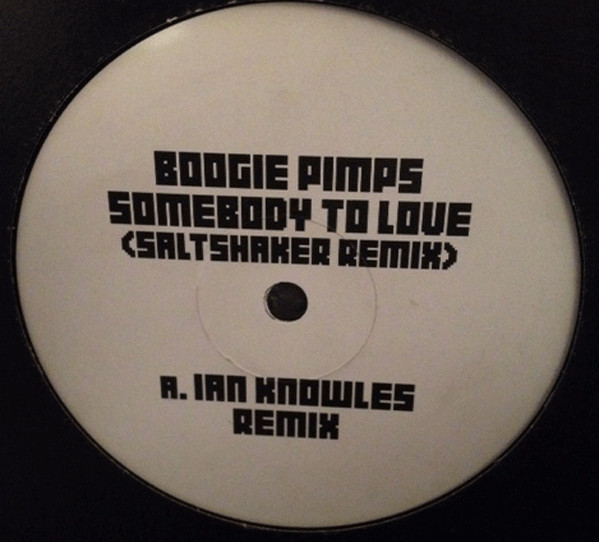 BOOGIE PIMPS
SOMEBODY TO LOVE
(SALTSHAKER REMIX)
A. IAN KNOWLES
REMIX